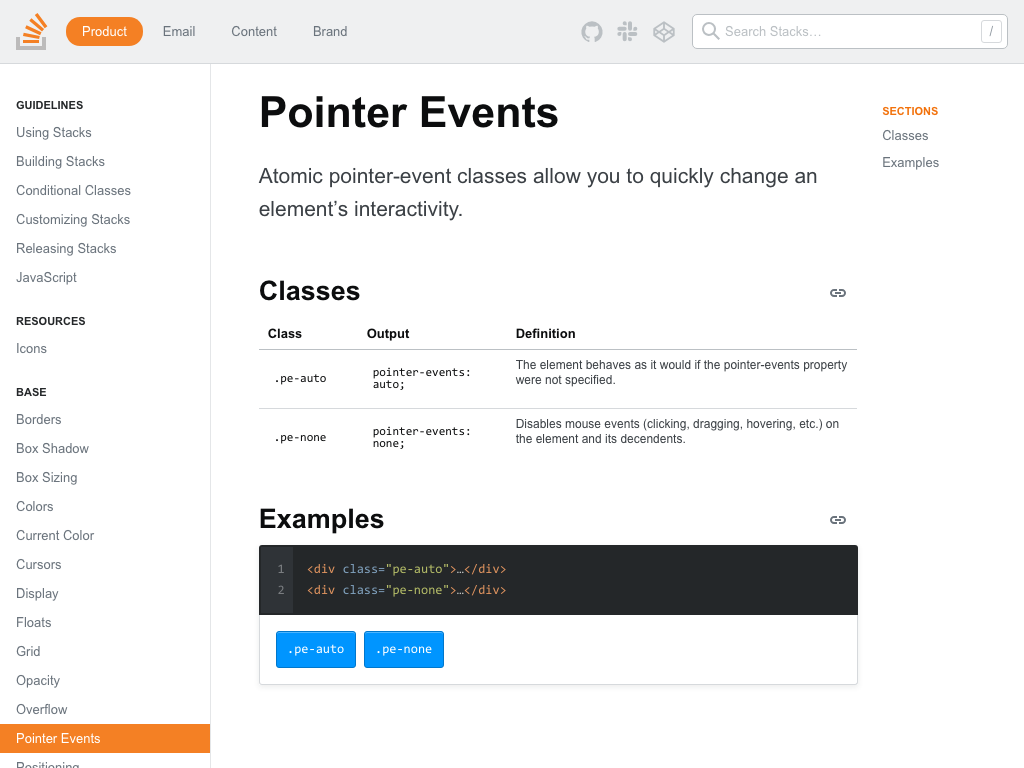 Product
Email
Content
Brand
Search Stacks…
/
GUIDELINES
Using Stacks
Building Stacks
Conditional Classes
Customizing Stacks
Releasing Stacks
JavaScript
RESOURCES
Icons
BASE
Borders
Box Shadow
Box Sizing
Colors
Current Color
Cursors
Display
Floats
Grid
Opacity
Overflow
Pointer Events
Positioning
Pointer Events
Atomic pointer-event classes allow you to quickly change an
element’s interactivity.
Classes
Class Output Definition
.pe-auto
pointer-events:
auto;
The element behaves as it would if the pointer-events property
were not specified.
.pe-none
pointer-events:
none;
Disables mouse events (clicking, dragging, hovering, etc.) on
the element and its decendents.
Examples
1 <div class="pe-auto">…</div>
2 <div class="pe-none">…</div>
.pe-auto
.pe-none
SECTIONS
Classes
Examples